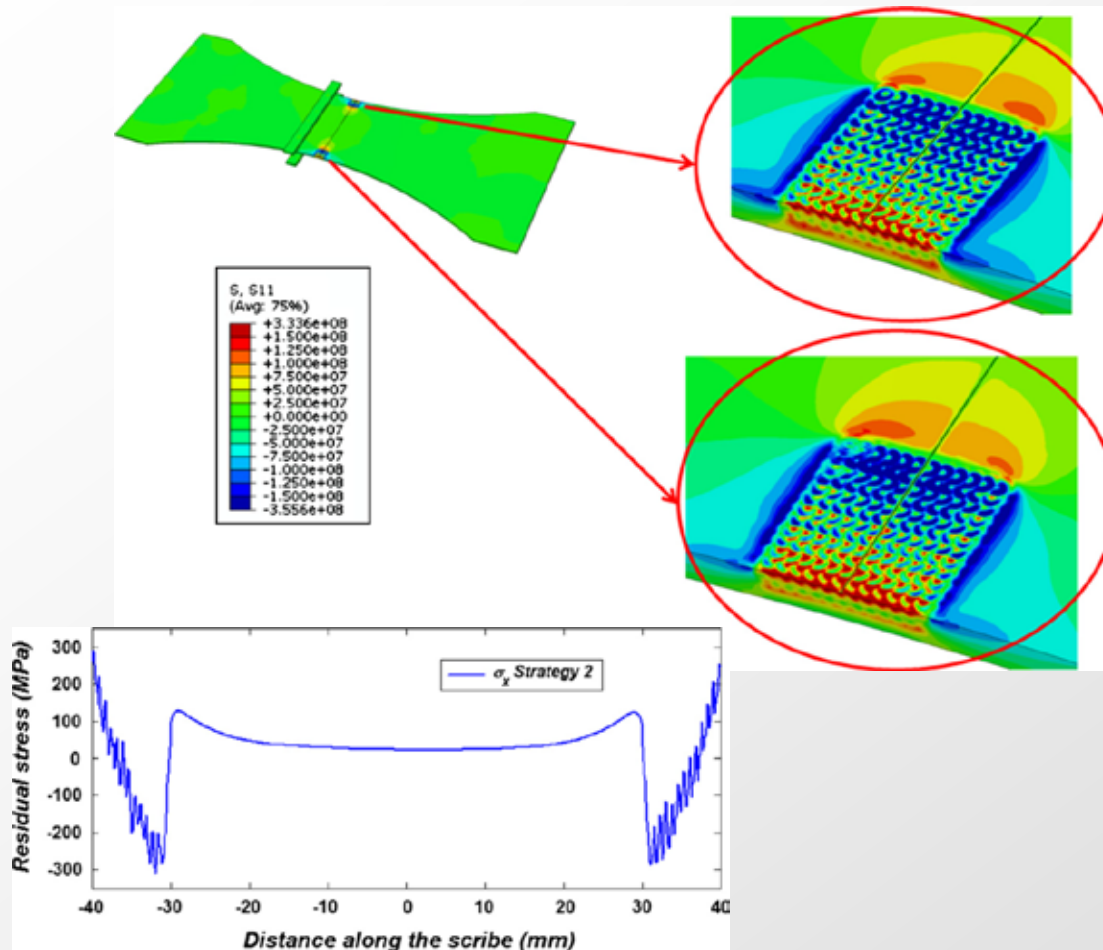 S, S11
(Avg: 75%)
+3.336e+08
+1.500e+08
+1.250e+08
+1.000e+08
+7.500e+07
+5.000e+07
+2.500e+07
+0.000e+00
-2.500e+07
-5.000e+07
-7.500e+07
-1.000e+08
-1.250e+08
-1.500e+08
-3.556e+08
Residual stress (MPa)
300
200
100
0
-100
-200
-300
σx Strategy 2
-40 -30 -20 -10 0 10 20 30 40
Distance along the scribe (mm)